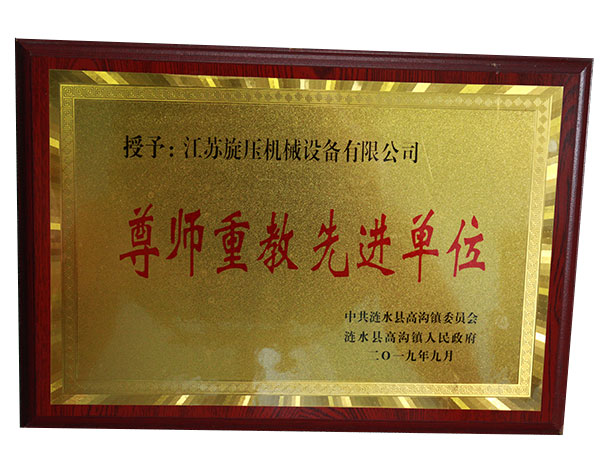 授予：江苏旋压机械设备有限公司
尊师重教先进单位
中共涟水县高沟镇委员会
涟水县高沟镇人民政府
二〇一九年九月